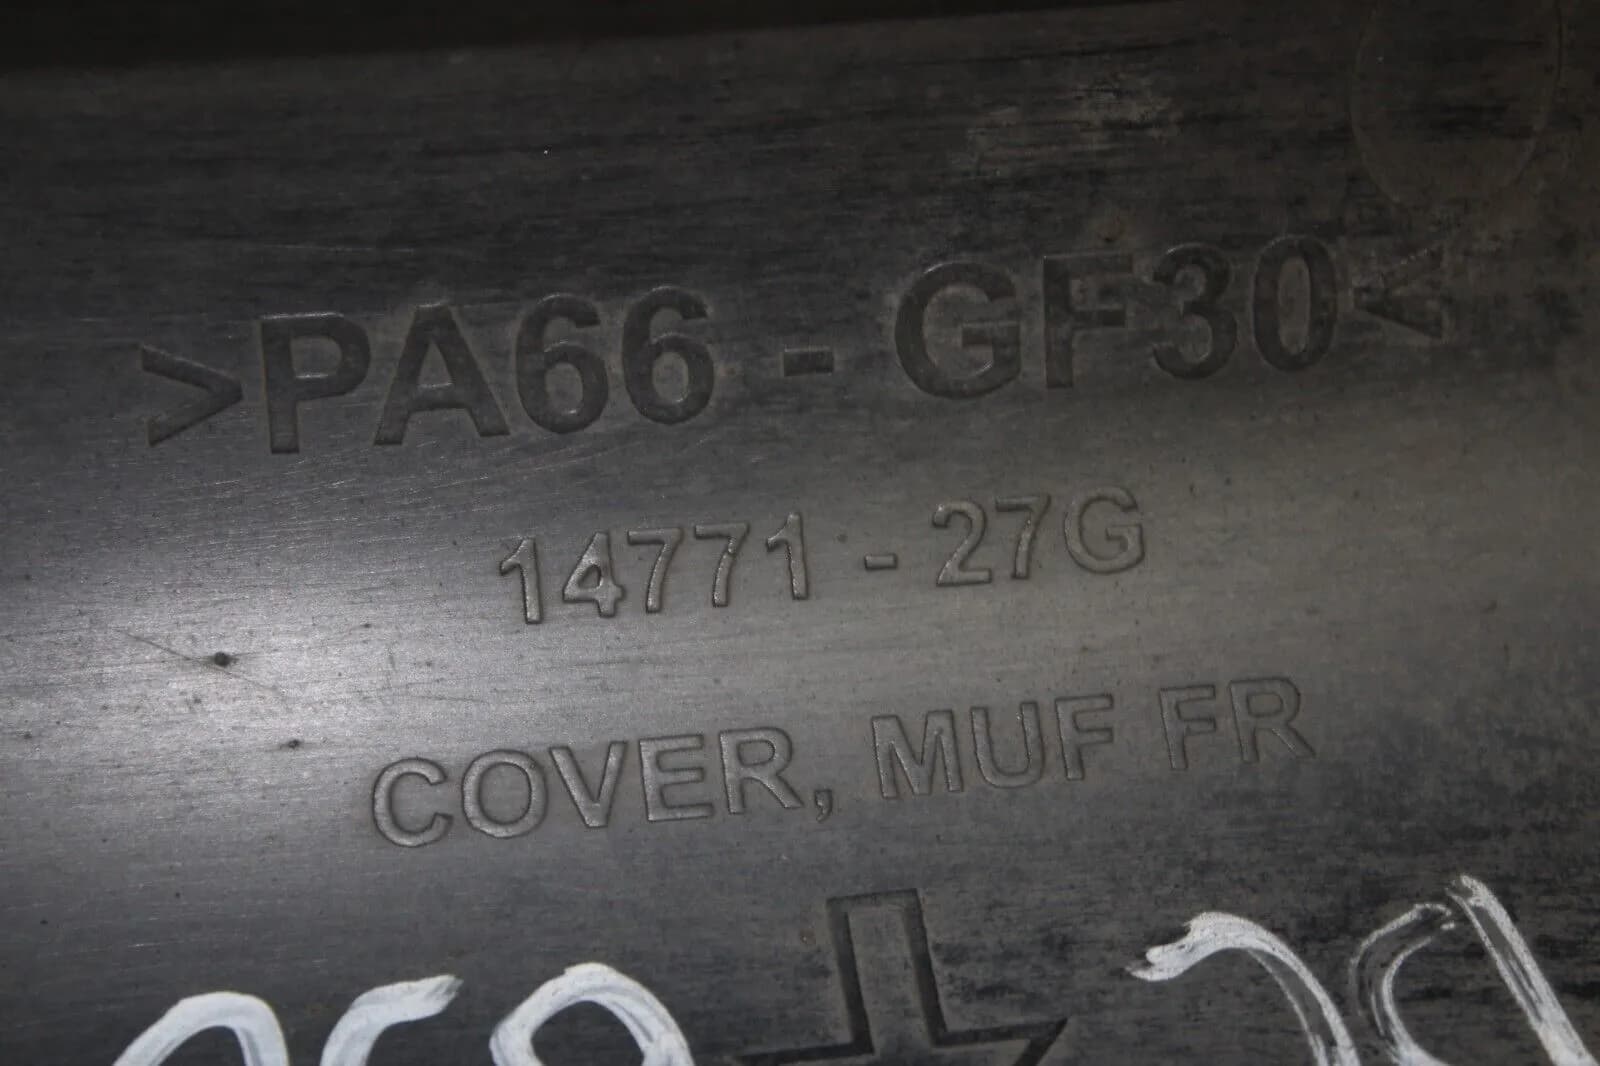 >PA66-GF30<
14771-27G
COVER, MUF FR